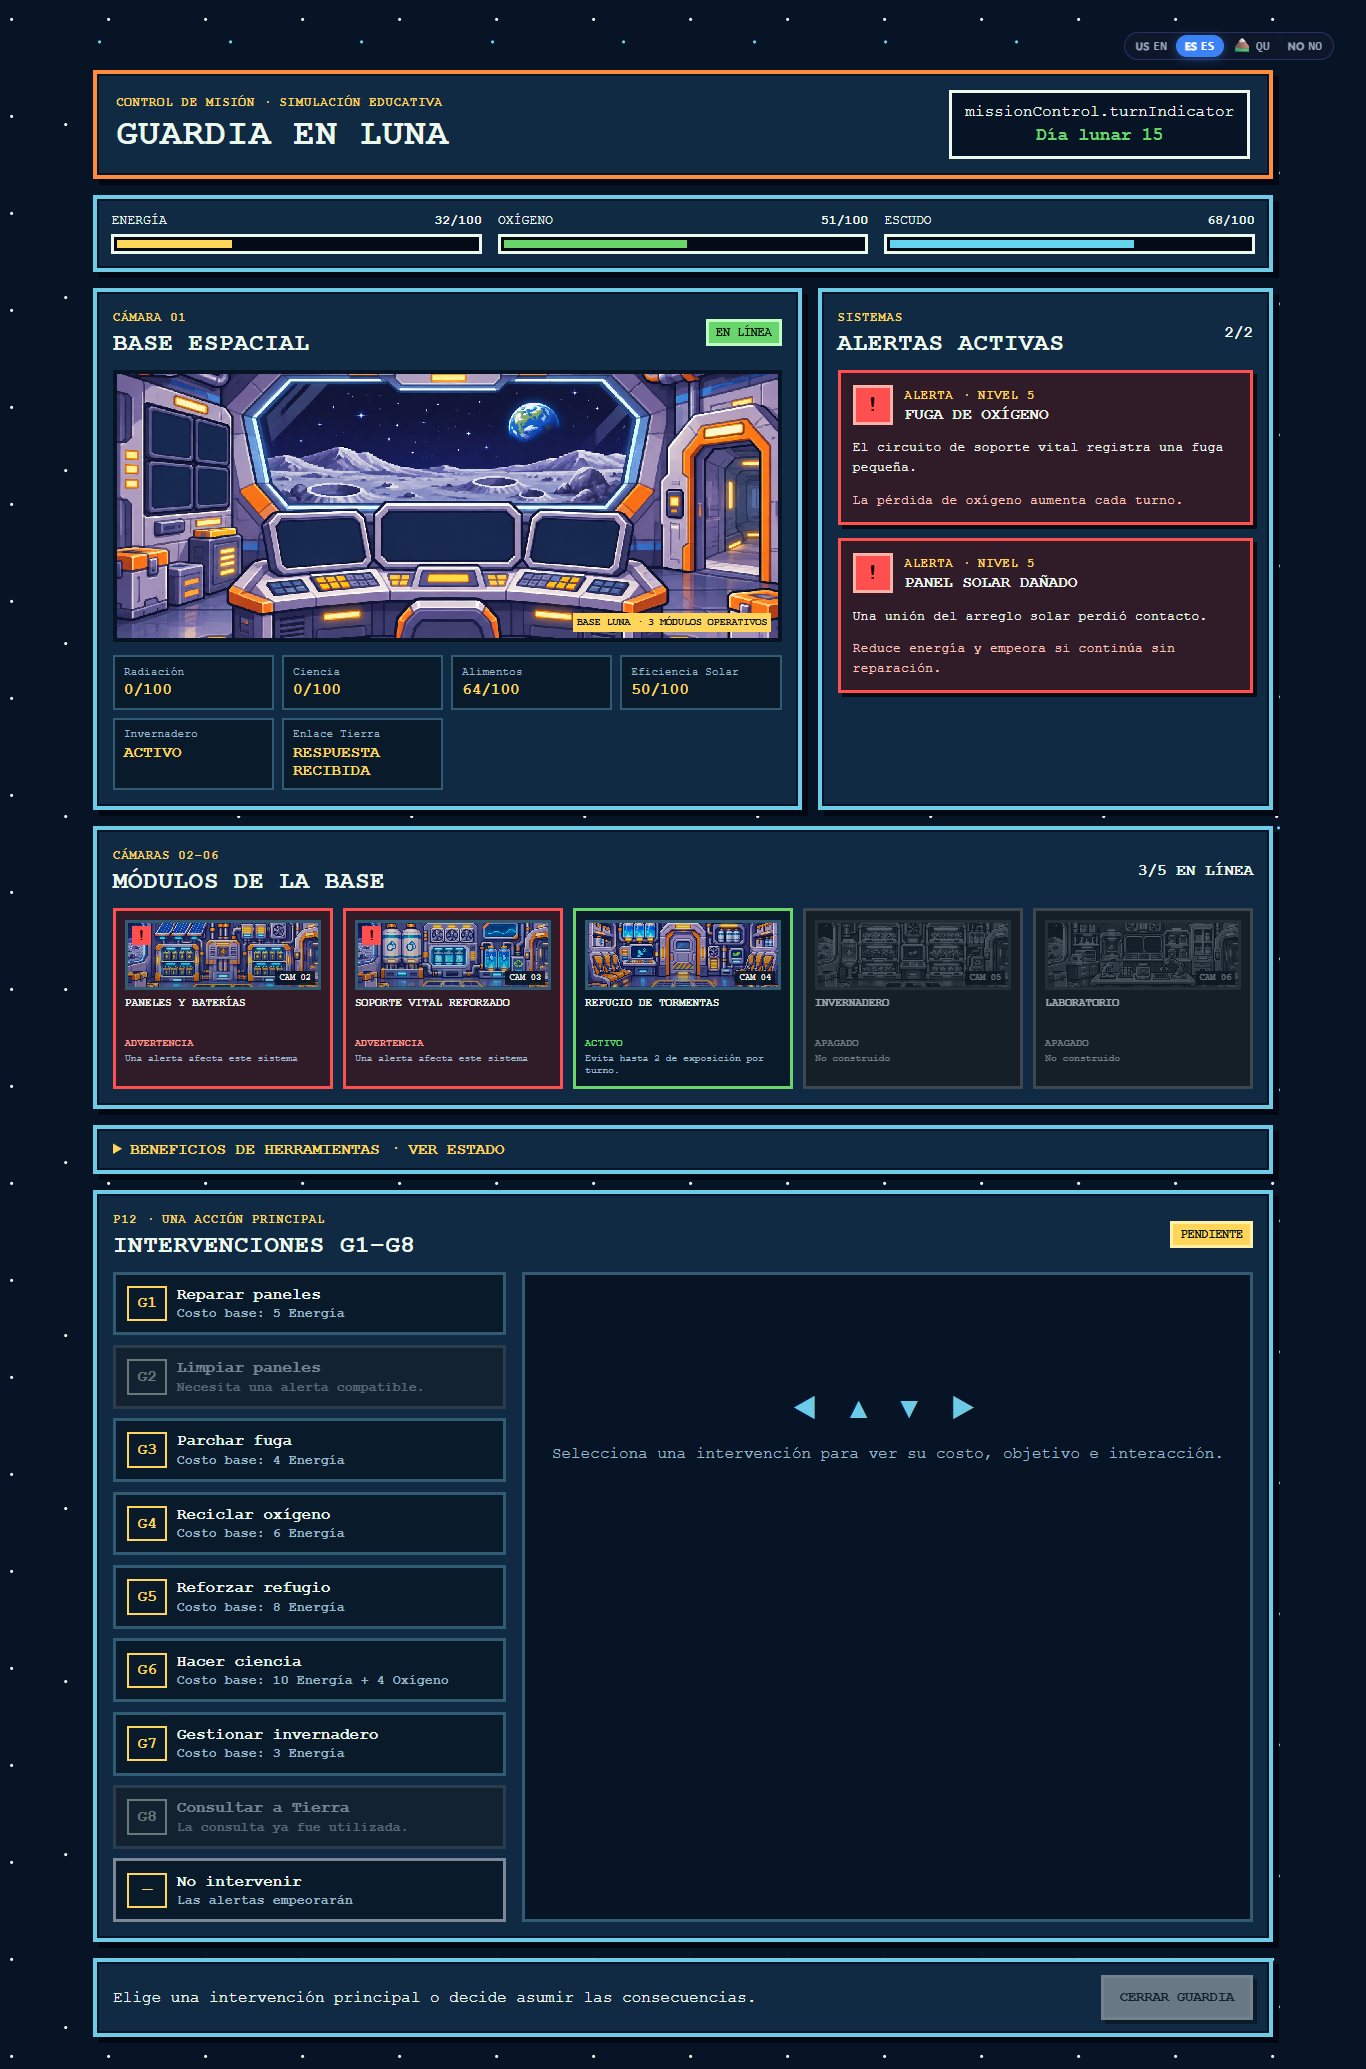 US EN ES ES QU NO NO
CONTROL DE MISIÓN · SIMULACIÓN EDUCATIVA
GUARDIA EN LUNA
missionControl.turnIndicator
Día lunar 15
ENERGÍA 32/100
OXÍGENO 51/100
ESCUDO 68/100
CÁMARA 01
BASE ESPACIAL
EN LÍNEA
BASE LUNA · 3 MÓDULOS OPERATIVOS
Radiación
0/100
Ciencia
0/100
Alimentos
64/100
Eficiencia Solar
50/100
Invernadero
ACTIVO
Enlace Tierra
RESPUESTA
RECIBIDA
SISTEMAS
ALERTAS ACTIVAS
2/2
!
ALERTA · NIVEL 5
FUGA DE OXÍGENO
El circuito de soporte vital registra una fuga
pequeña.
La pérdida de oxígeno aumenta cada turno.
!
ALERTA · NIVEL 5
PANEL SOLAR DAÑADO
Una unión del arreglo solar perdió contacto.
Reduce energía y empeora si continúa sin
reparación.
CÁMARAS 02–06
MÓDULOS DE LA BASE
3/5 EN LÍNEA
!
CAM 02
PANELES Y BATERÍAS
ADVERTENCIA
Una alerta afecta este sistema
!
CAM 03
SOPORTE VITAL REFORZADO
ADVERTENCIA
Una alerta afecta este sistema
CAM 04
REFUGIO DE TORMENTAS
ACTIVO
Evita hasta 2 de exposición por
turno.
CAM 05
INVERNADERO
APAGADO
No construido
CAM 06
LABORATORIO
APAGADO
No construido
▶ BENEFICIOS DE HERRAMIENTAS · VER ESTADO
P12 · UNA ACCIÓN PRINCIPAL
INTERVENCIONES G1–G8
PENDIENTE
G1
Reparar paneles
Costo base: 5 Energía
G2
Limpiar paneles
Necesita una alerta compatible.
G3
Parchar fuga
Costo base: 4 Energía
G4
Reciclar oxígeno
Costo base: 6 Energía
G5
Reforzar refugio
Costo base: 8 Energía
G6
Hacer ciencia
Costo base: 10 Energía + 4 Oxígeno
G7
Gestionar invernadero
Costo base: 3 Energía
G8
Consultar a Tierra
La consulta ya fue utilizada.
—
No intervenir
Las alertas empeorarán
◀ ▲ ▼ ▶
Selecciona una intervención para ver su costo, objetivo e interacción.
Elige una intervención principal o decide asumir las consecuencias.
CERRAR GUARDIA